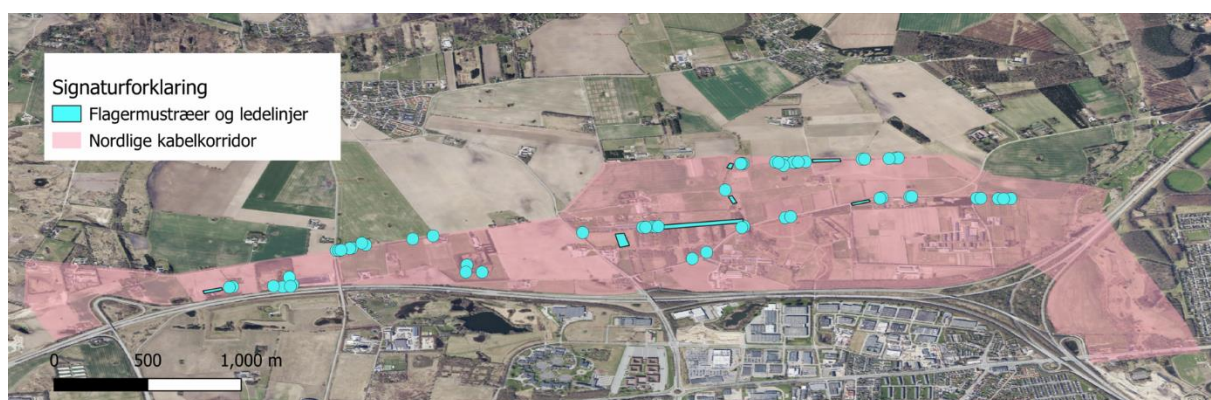 Signaturforklaring
Flagermustræer og ledelinjer
Nordlige kabelkorridor
0 500 1,000 m